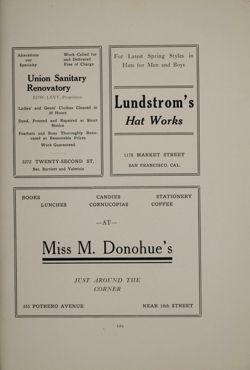 Alterations
our
Specialty
Work Called for
and Delivered
Free of Charge
Union Sanitary
Renovatory
EDW. LEVY, Proprietor
Ladies' and Gents' Clothes Cleaned in
24 Hours
Dyed, Pressed and Repaired at Short
Notice
Feathers and Boas Thoroughly Reno-
vated at Reasonable Prices
Work Guaranteed
3272 TWENTY-SECOND ST.
Bet. Bartlett and Valencia
For Latest Spring Styles in
Hats for Men and Boys
Lundstrom's
Hat Works
1178 MARKET STREET
SAN FRANCISCO, CAL.
BOOKS CANDIES STATIONERY
LUNCHES CORNUCOPIAS COFFEE
—AT—
Miss M. Donohue's
JUST AROUND THE
CORNER
555 POTRERO AVENUE NEAR 18th STREET